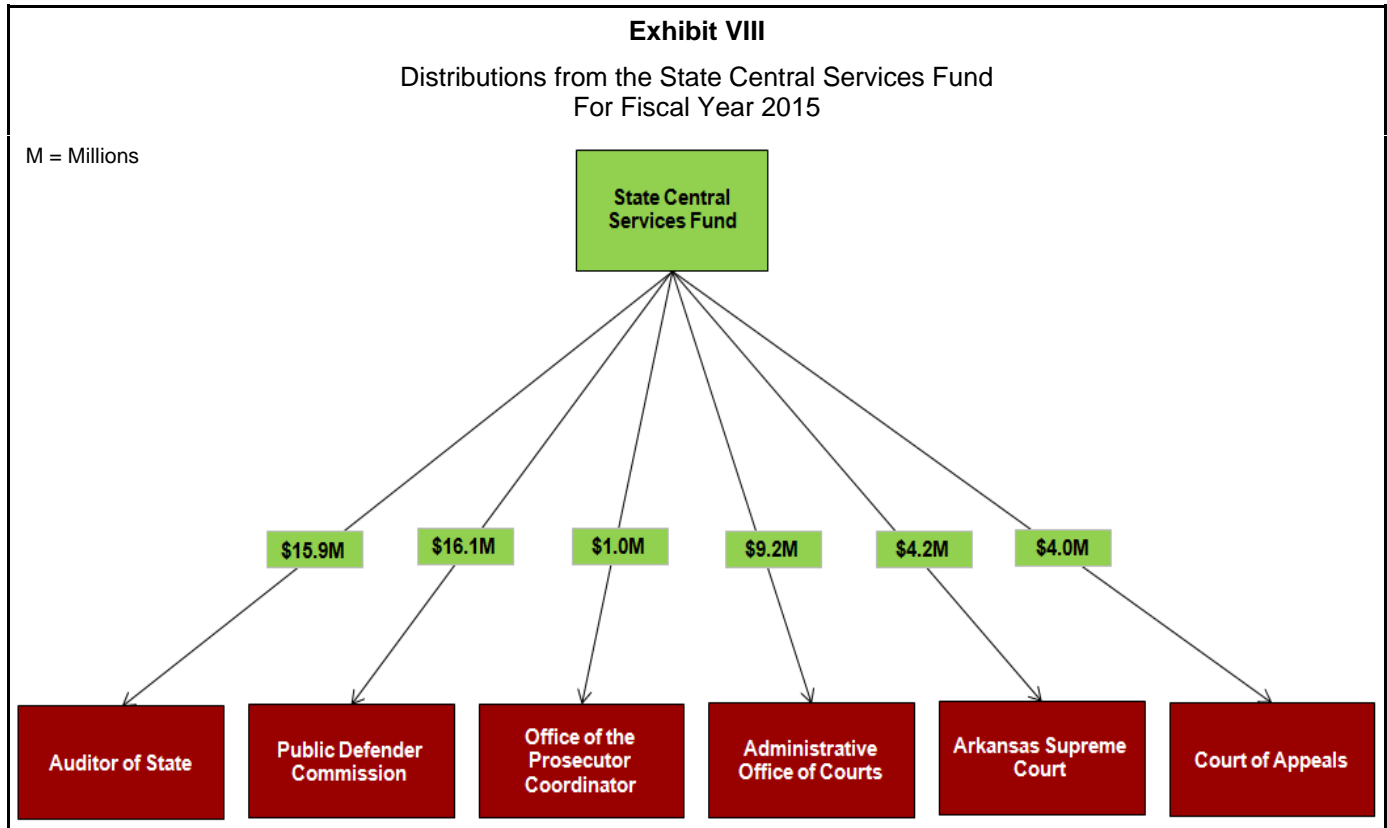 Exhibit VIII
Distributions from the State Central Services Fund
For Fiscal Year 2015
M = Millions
State Central
Services Fund
$15.9M
$16.1M
$1.0M
$9.2M
$4.2M
$4.0M
Auditor of State
Public Defender
Commission
Office of the
Prosecutor
Coordinator
Administrative
Office of Courts
Arkansas Supreme
Court
Court of Appeals